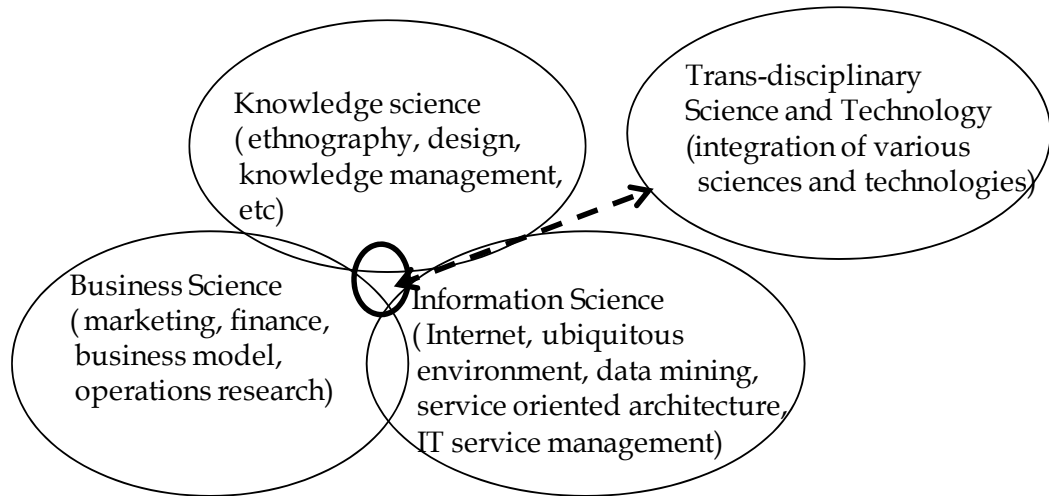 Knowledge science
(ethnography, design,
knowledge management,
etc)
Trans-disciplinary
Science and Technology
(integration of various
sciences and technologies)
Business Science
(marketing, finance,
business model,
operations research)
Information Science
(Internet, ubiquitous
environment, data mining,
service oriented architecture,
IT service management)